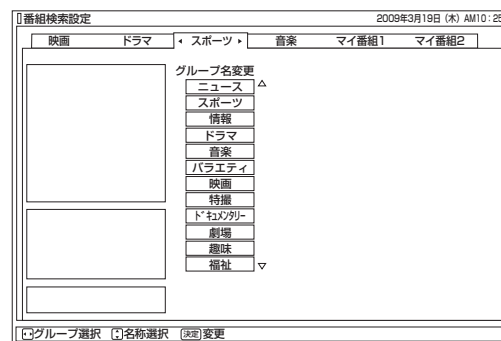 番組検索設定 2009年3月19日（木）AM10：25
映画 ドラマ スポーツ 音楽 マイ番組1 マイ番組2
グループ名変更
ニュース
スポーツ
情報
ドラマ
音楽
バラエティ
映画
特撮
ﾄﾞｷｭﾒﾝﾀﾘｰ
劇場
趣味
福祉
グループ選択 名称選択 決定 変更